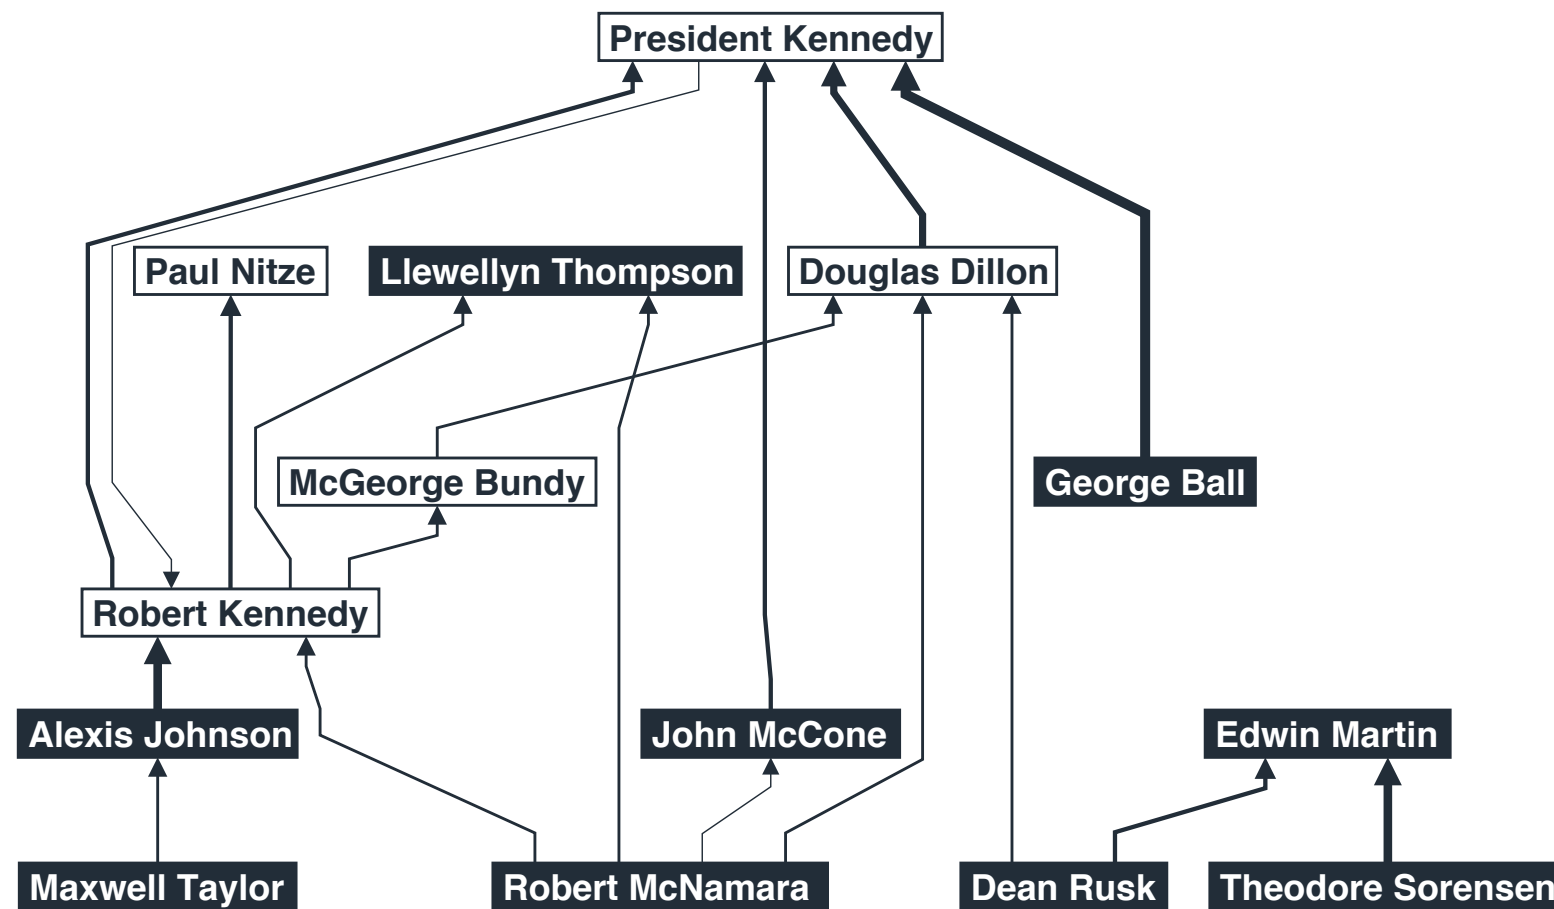 President Kennedy
Paul Nitze
Llewellyn Thompson
Douglas Dillon
McGeorge Bundy
George Ball
Robert Kennedy
Alexis Johnson
John McCone
Edwin Martin
Maxwell Taylor
Robert McNamara
Dean Rusk
Theodore Sorensen